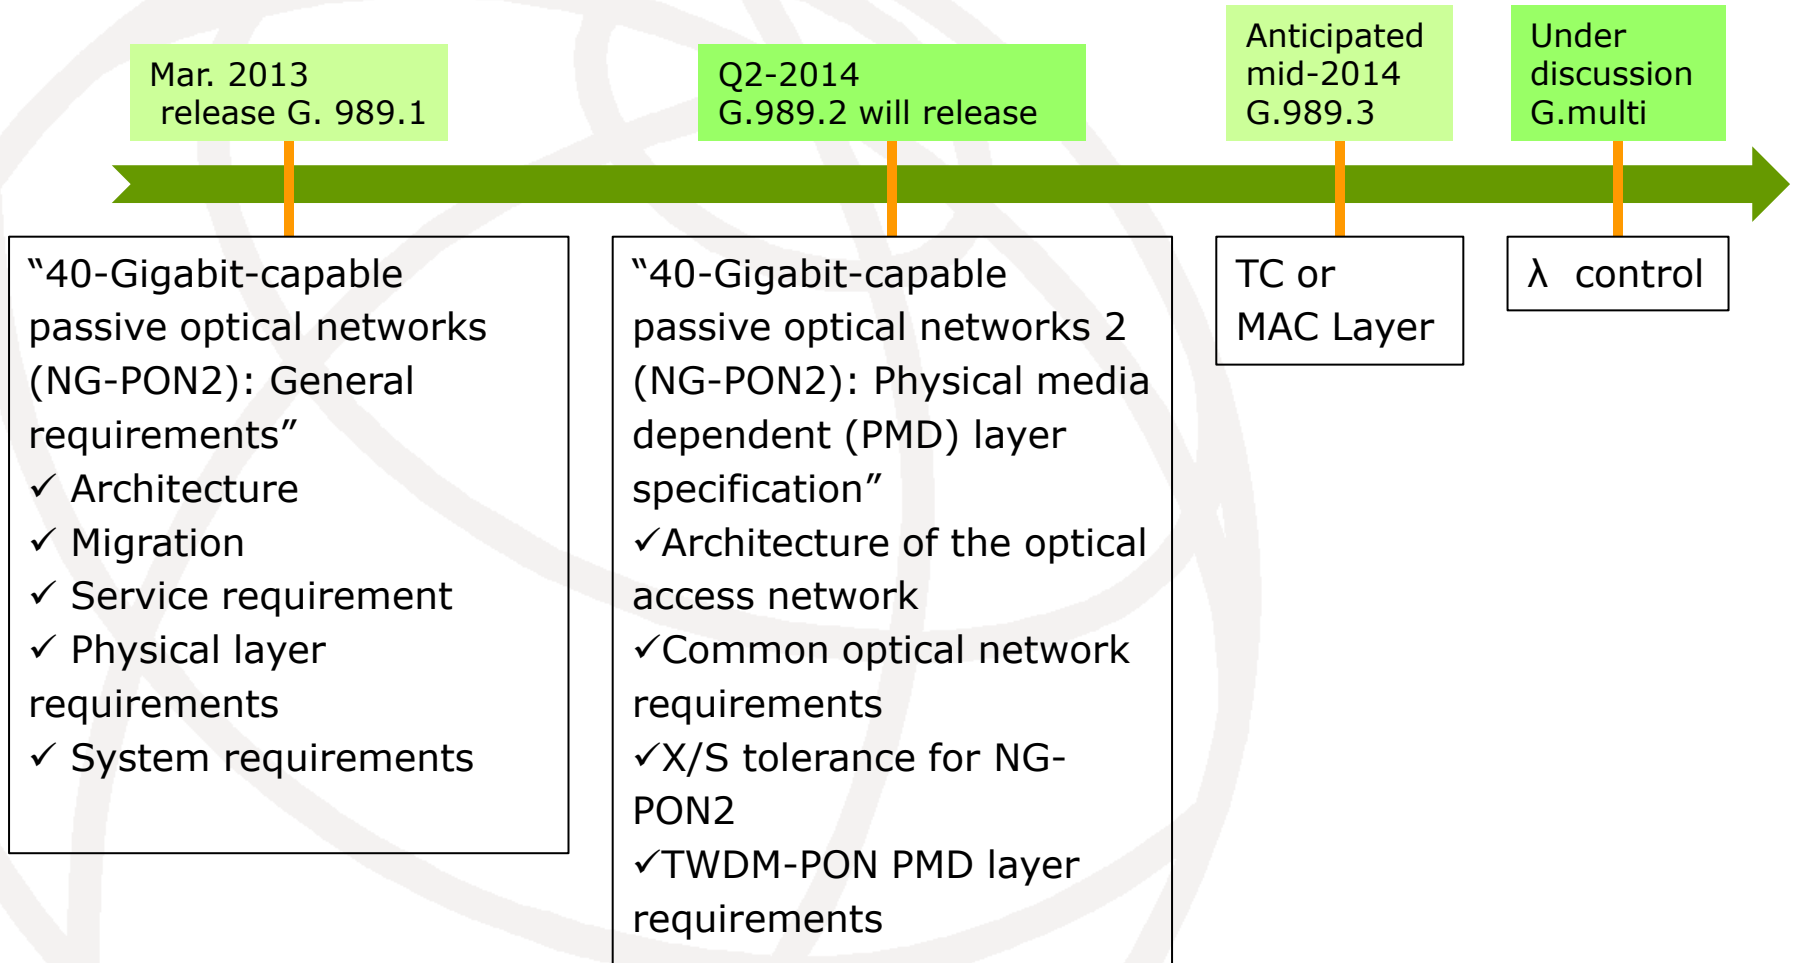 Mar. 2013
release G. 989.1
Q2-2014
G.989.2 will release
Anticipated
mid-2014
G.989.3
Under
discussion
G.multi
“40-Gigabit-capable
passive optical networks
(NG-PON2): General
requirements”
✓ Architecture
✓ Migration
✓ Service requirement
✓ Physical layer
requirements
✓ System requirements
“40-Gigabit-capable
passive optical networks 2
(NG-PON2): Physical media
dependent (PMD) layer
specification”
✓Architecture of the optical
access network
✓Common optical network
requirements
✓X/S tolerance for NG-
PON2
✓TWDM-PON PMD layer
requirements
TC or
MAC Layer
λ control